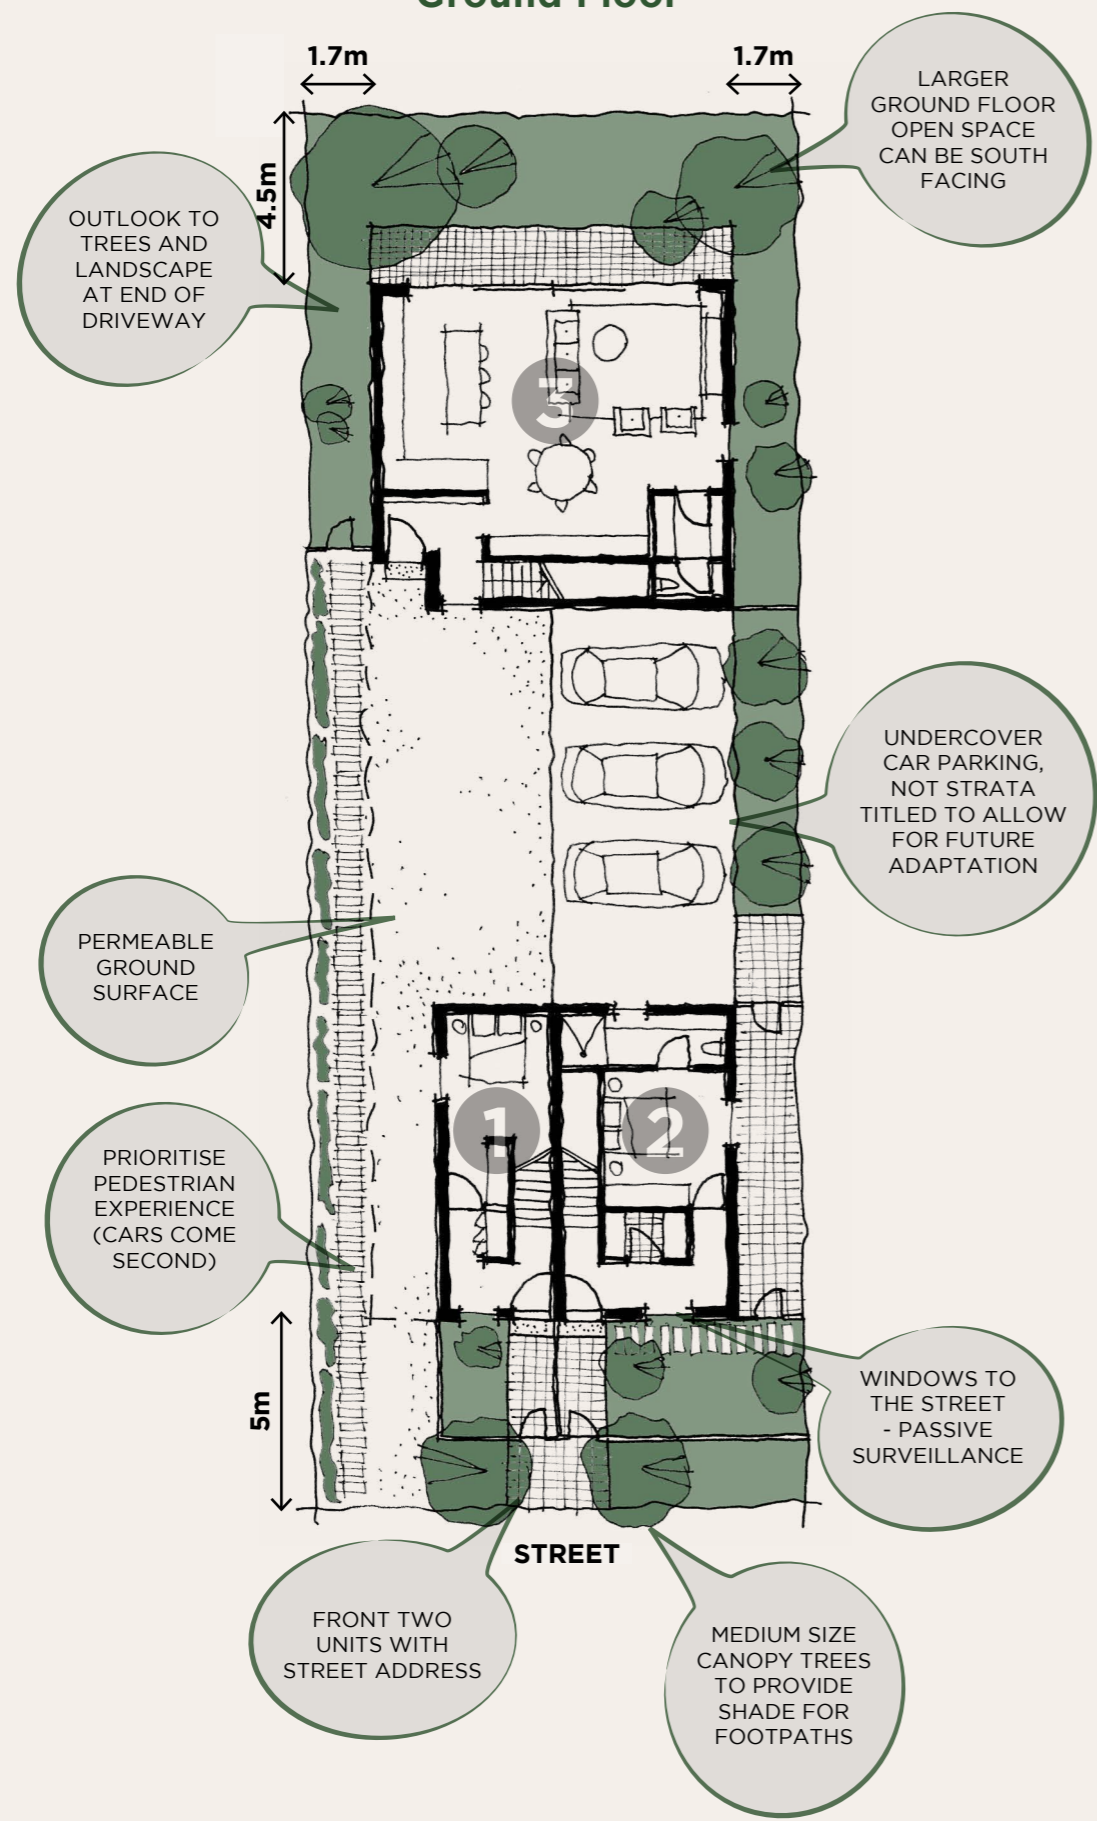 Ground Floor
1.7m
1.7m
LARGER
GROUND FLOOR
OPEN SPACE
CAN BE SOUTH
FACING
4.5m
OUTLOOK TO
TREES AND
LANDSCAPE
AT END OF
DRIVEWAY
3
UNDERCOVER
CAR PARKING,
NOT STRATA
TITLED TO ALLOW
FOR FUTURE
ADAPTATION
PERMEABLE
GROUND
SURFACE
1
2
PRIORITISE
PEDESTRIAN
EXPERIENCE
(CARS COME
SECOND)
5m
WINDOWS TO
THE STREET
- PASSIVE
SURVEILLANCE
STREET
FRONT TWO
UNITS WITH
STREET ADDRESS
MEDIUM SIZE
CANOPY TREES
TO PROVIDE
SHADE FOR
FOOTPATHS